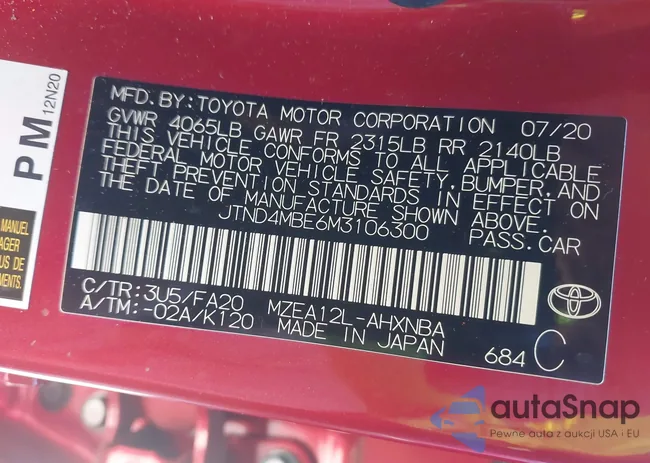 PM
12N20
MANUEL
AGER
US DE
MFD.BY:TOYOTA MOTOR CORPORATION 07/20
GVWR 4065LB GAWR FR 2315LB RR 2140LB
THIS VEHICLE CONFORMS TO ALL APPLICABLE
FEDERAL MOTOR VEHICLE SAFETY,BUMPER,AND
THEFT PREVENTION STANDARDS IN EFFECT ON
THE DATE OF MANUFACTURE SHOWN ABOVE.
JTND4MBE6M3106300 PASS.CAR
C/TR:3U5/FA20 MZEA12L-AHXNBA
A/TM:-02A/K120 MADE IN JAPAN
684 C
autaSnap
Pewne auta z aukcji USA · EU